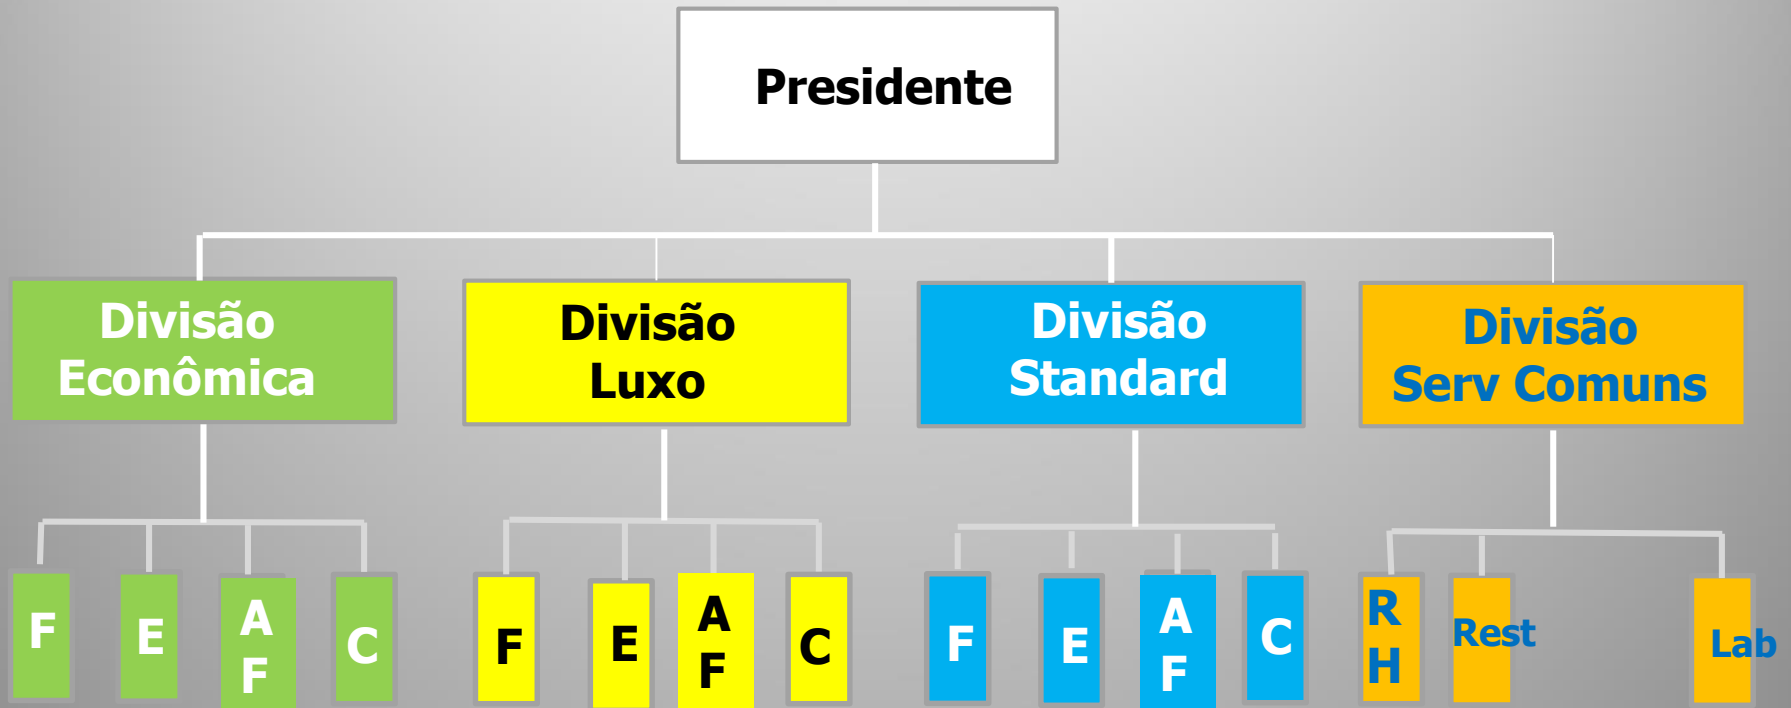 Presidente
Divisão
Econômica
Divisão
Luxo
Divisão
Standard
Divisão
Serv Comuns
F
E
A
F
C
F
E
A
F
C
F
E
A
F
C
R
H
Rest
Lab